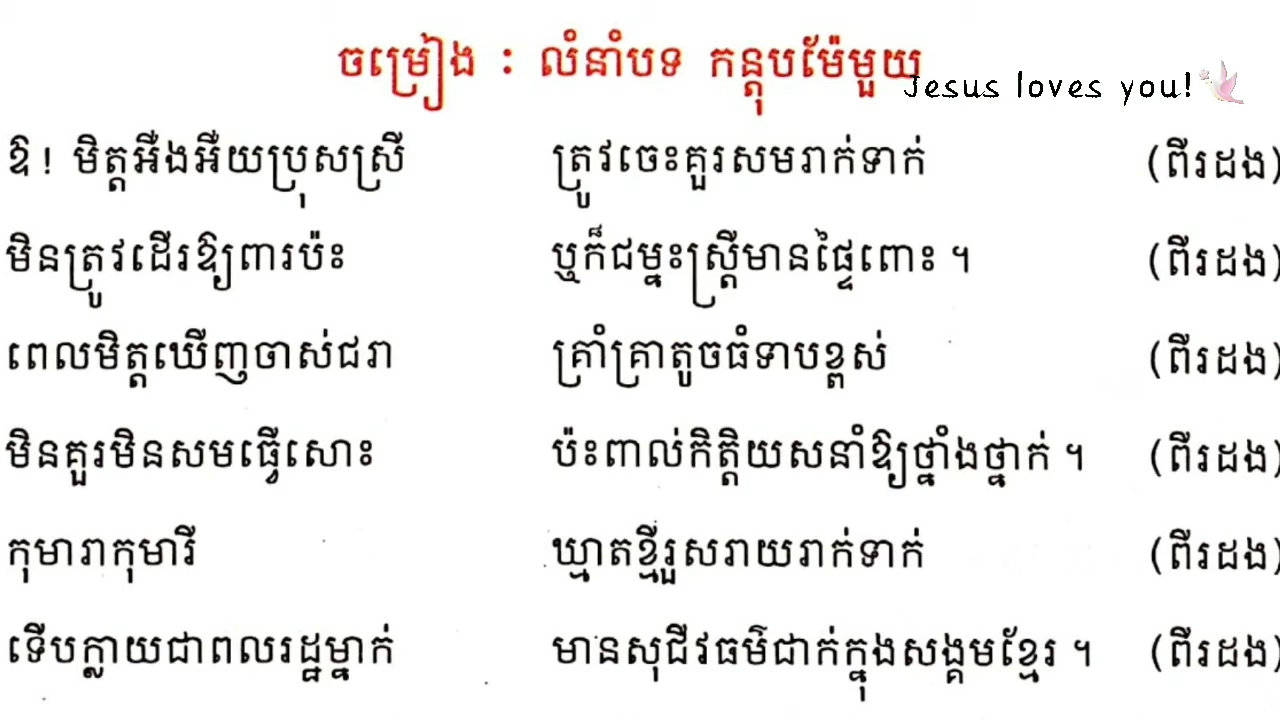 ចម្រៀង : លំនាំបទ កន្តុបម៉ែមួយ
Jesus loves you!
ឱ! មិត្តអឺងអឺយប្រុសស្រី ត្រូវចេះគួរសមរាក់ទាក់ (ពីរដង)
មិនត្រូវដើរឱ្យពារប៉ះ ឬក៏ជម្នះស្ត្រីមានផ្ទៃពោះ ។ (ពីរដង)
ពេលមិត្តឃើញចាស់ជរា គ្រាំគ្រាតូចធំទាបខ្ពស់ (ពីរដង)
មិនគួរមិនសមធ្វើសោះ ប៉ះពាល់កិត្តិយសនាំឱ្យថ្នាំងថ្នាក់ ។ (ពីរដង)
កុមារាកុមារី ឃ្មាតខ្មីរួសរាយរាក់ទាក់ (ពីរដង)
ទើបក្លាយជាពលរដ្ឋម្នាក់ មានសុជីវធម៌ជាក់ក្នុងសង្គមខ្មែរ ។ (ពីរដង)